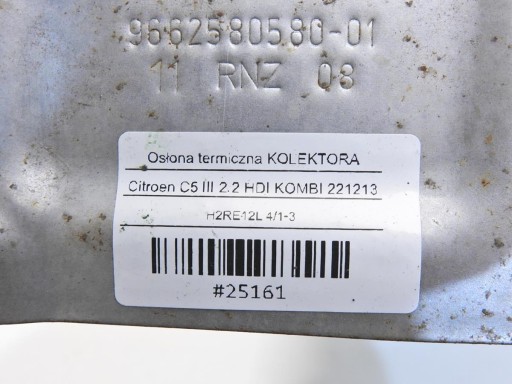 9662580580-01
11 RNZ 08
Osłona termiczna KOLEKTORA
Citroen C5 III 2.2 HDI KOMBI 221213
H2RE12L 4/1-3
#25161